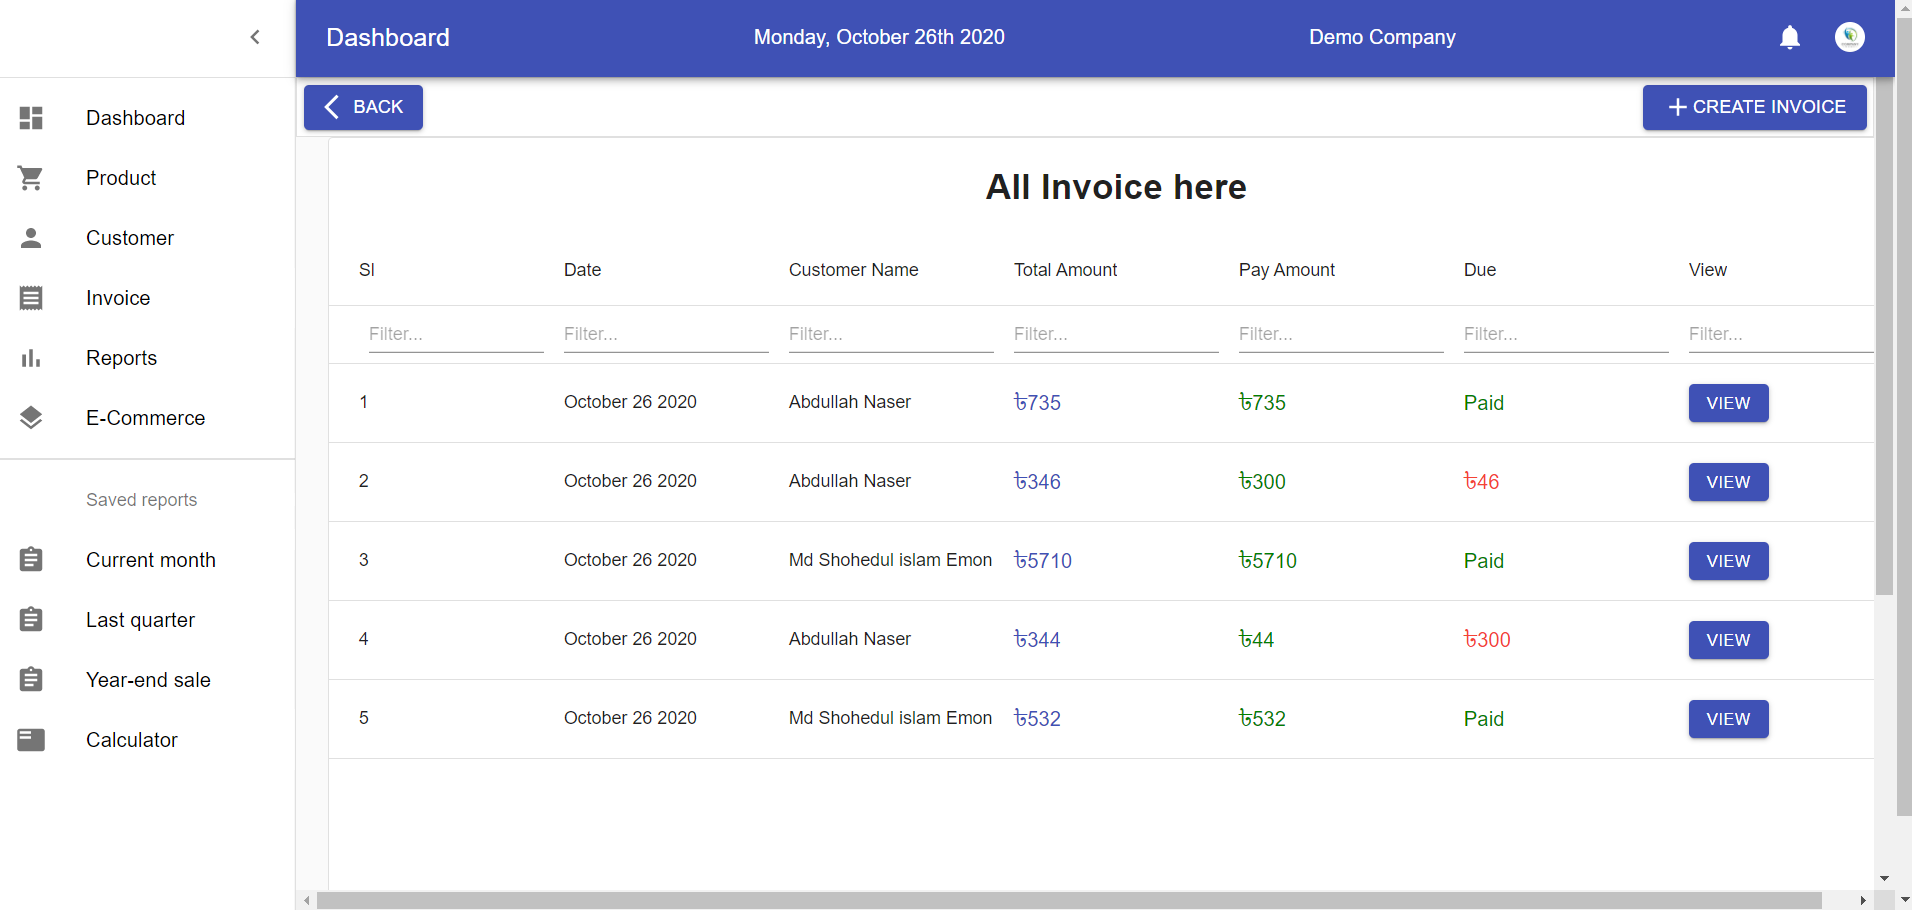 Dashboard Monday, October 26th 2020 Demo Company
BACK CREATE INVOICE
Dashboard
Product
Customer
Invoice
Reports
E-Commerce
Saved reports
Current month
Last quarter
Year-end sale
Calculator
All Invoice here
Sl Date Customer Name Total Amount Pay Amount Due View
Filter... Filter... Filter... Filter... Filter... Filter... Filter...
1 October 26 2020 Abdullah Naser ৳735 ৳735 Paid VIEW
2 October 26 2020 Abdullah Naser ৳346 ৳300 ৳46 VIEW
3 October 26 2020 Md Shohedul islam Emon ৳5710 ৳5710 Paid VIEW
4 October 26 2020 Abdullah Naser ৳344 ৳44 ৳300 VIEW
5 October 26 2020 Md Shohedul islam Emon ৳532 ৳532 Paid VIEW